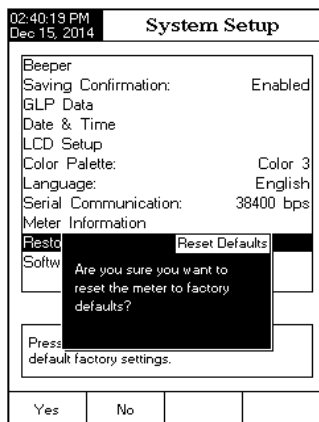 02:40:19 PM
Dec 15, 2014
System Setup
Beeper
Saving Confirmation: Enabled
GLP Data
Date & Time
LCD Setup
Color Palette: Color 3
Language: English
Serial Communication: 38400 bps
Meter Information
Resto
Softw
Reset Defaults
Are you sure you want to
reset the meter to factory
defaults?
Press
default factory settings.
Yes No